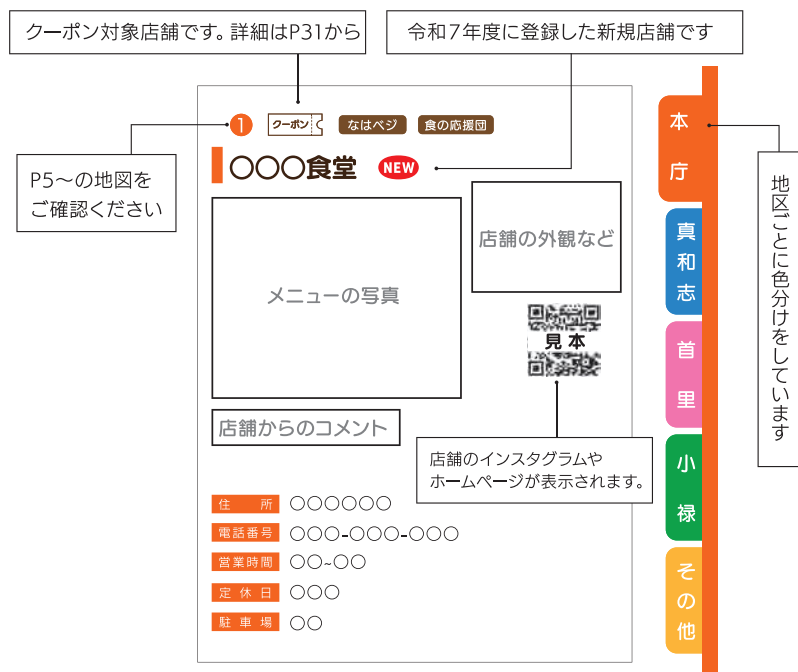 クーポン対象店舗です。詳細はP31から
令和7年度に登録した新規店舗です
1
クーポン
なはベジ
食の応援団
P5～の地図を
ご確認ください
○○○食堂
NEW
メニューの写真
店舗の外観など
見本
店舗からのコメント
店舗のインスタグラムや
ホームページが表示されます。
住所 ○○○○○○
電話番号 ○○○-○○○-○○○
営業時間 ○○~○○
定休日 ○○○
駐車場 ○○
本庁
真和志
首里
小禄
その他
地区ごとに色分けをしています